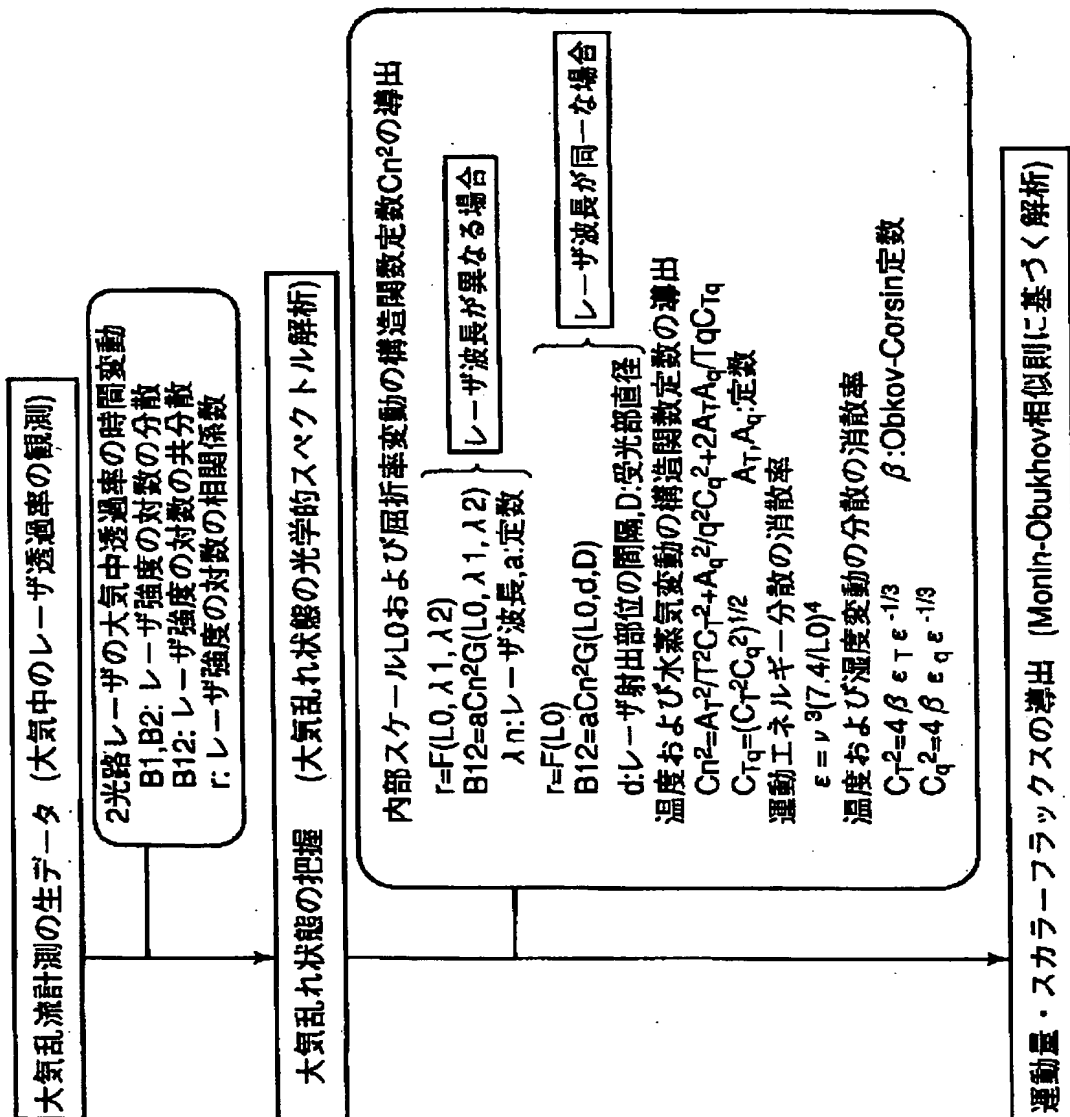 大気乱流計測の生データ (大気中のレーザ透過率の観測)
2光路レーザの大気中透過率の時間変動
B1,B2: レーザ強度の対数の分散
B12: レーザ強度の対数の共分散
r: レーザ強度の対数の相関係数
大気乱れ状態の把握 (大気乱れ状態の光学的スペクトル解析)
内部スケールL0および屈折率変動の構造関数定数Cn²の導出
r=F(L0,λ1,λ2)
B12=aCn²G(L0,λ1,λ2)
レーザ波長が異なる場合
λn:レーザ波長,a:定数
r=F(L0)
B12=aCn²G(L0,d,D)
レーザ波長が同一な場合
d:レーザ射出部位の間隔,D:受光部直径
温度および水蒸気変動の構造関数定数の導出
Cn²=A_T²/T²C_T²+A_q²/q²C_q²+2A_TA_q/TqC_Tq
C_Tq=(C_T²C_q²)^1/2 A_T,A_q:定数
運動エネルギー分散の消散率
ε=ν³(7.4/L0)⁴
温度および湿度変動の分散の消散率
C_T²=4βε_Tε^-1/3
C_q²=4βε_qε^-1/3
β:Obkov-Corsin定数
運動量・スカラーフラックスの導出 (Monin-Obukhov相似則に基づく解析)